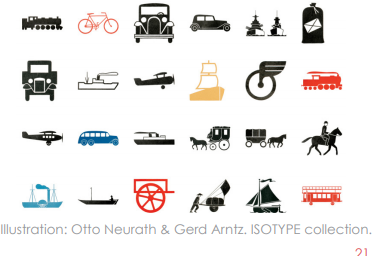 Illustration: Otto Neurath & Gerd Arntz. ISOTYPE collection.
21